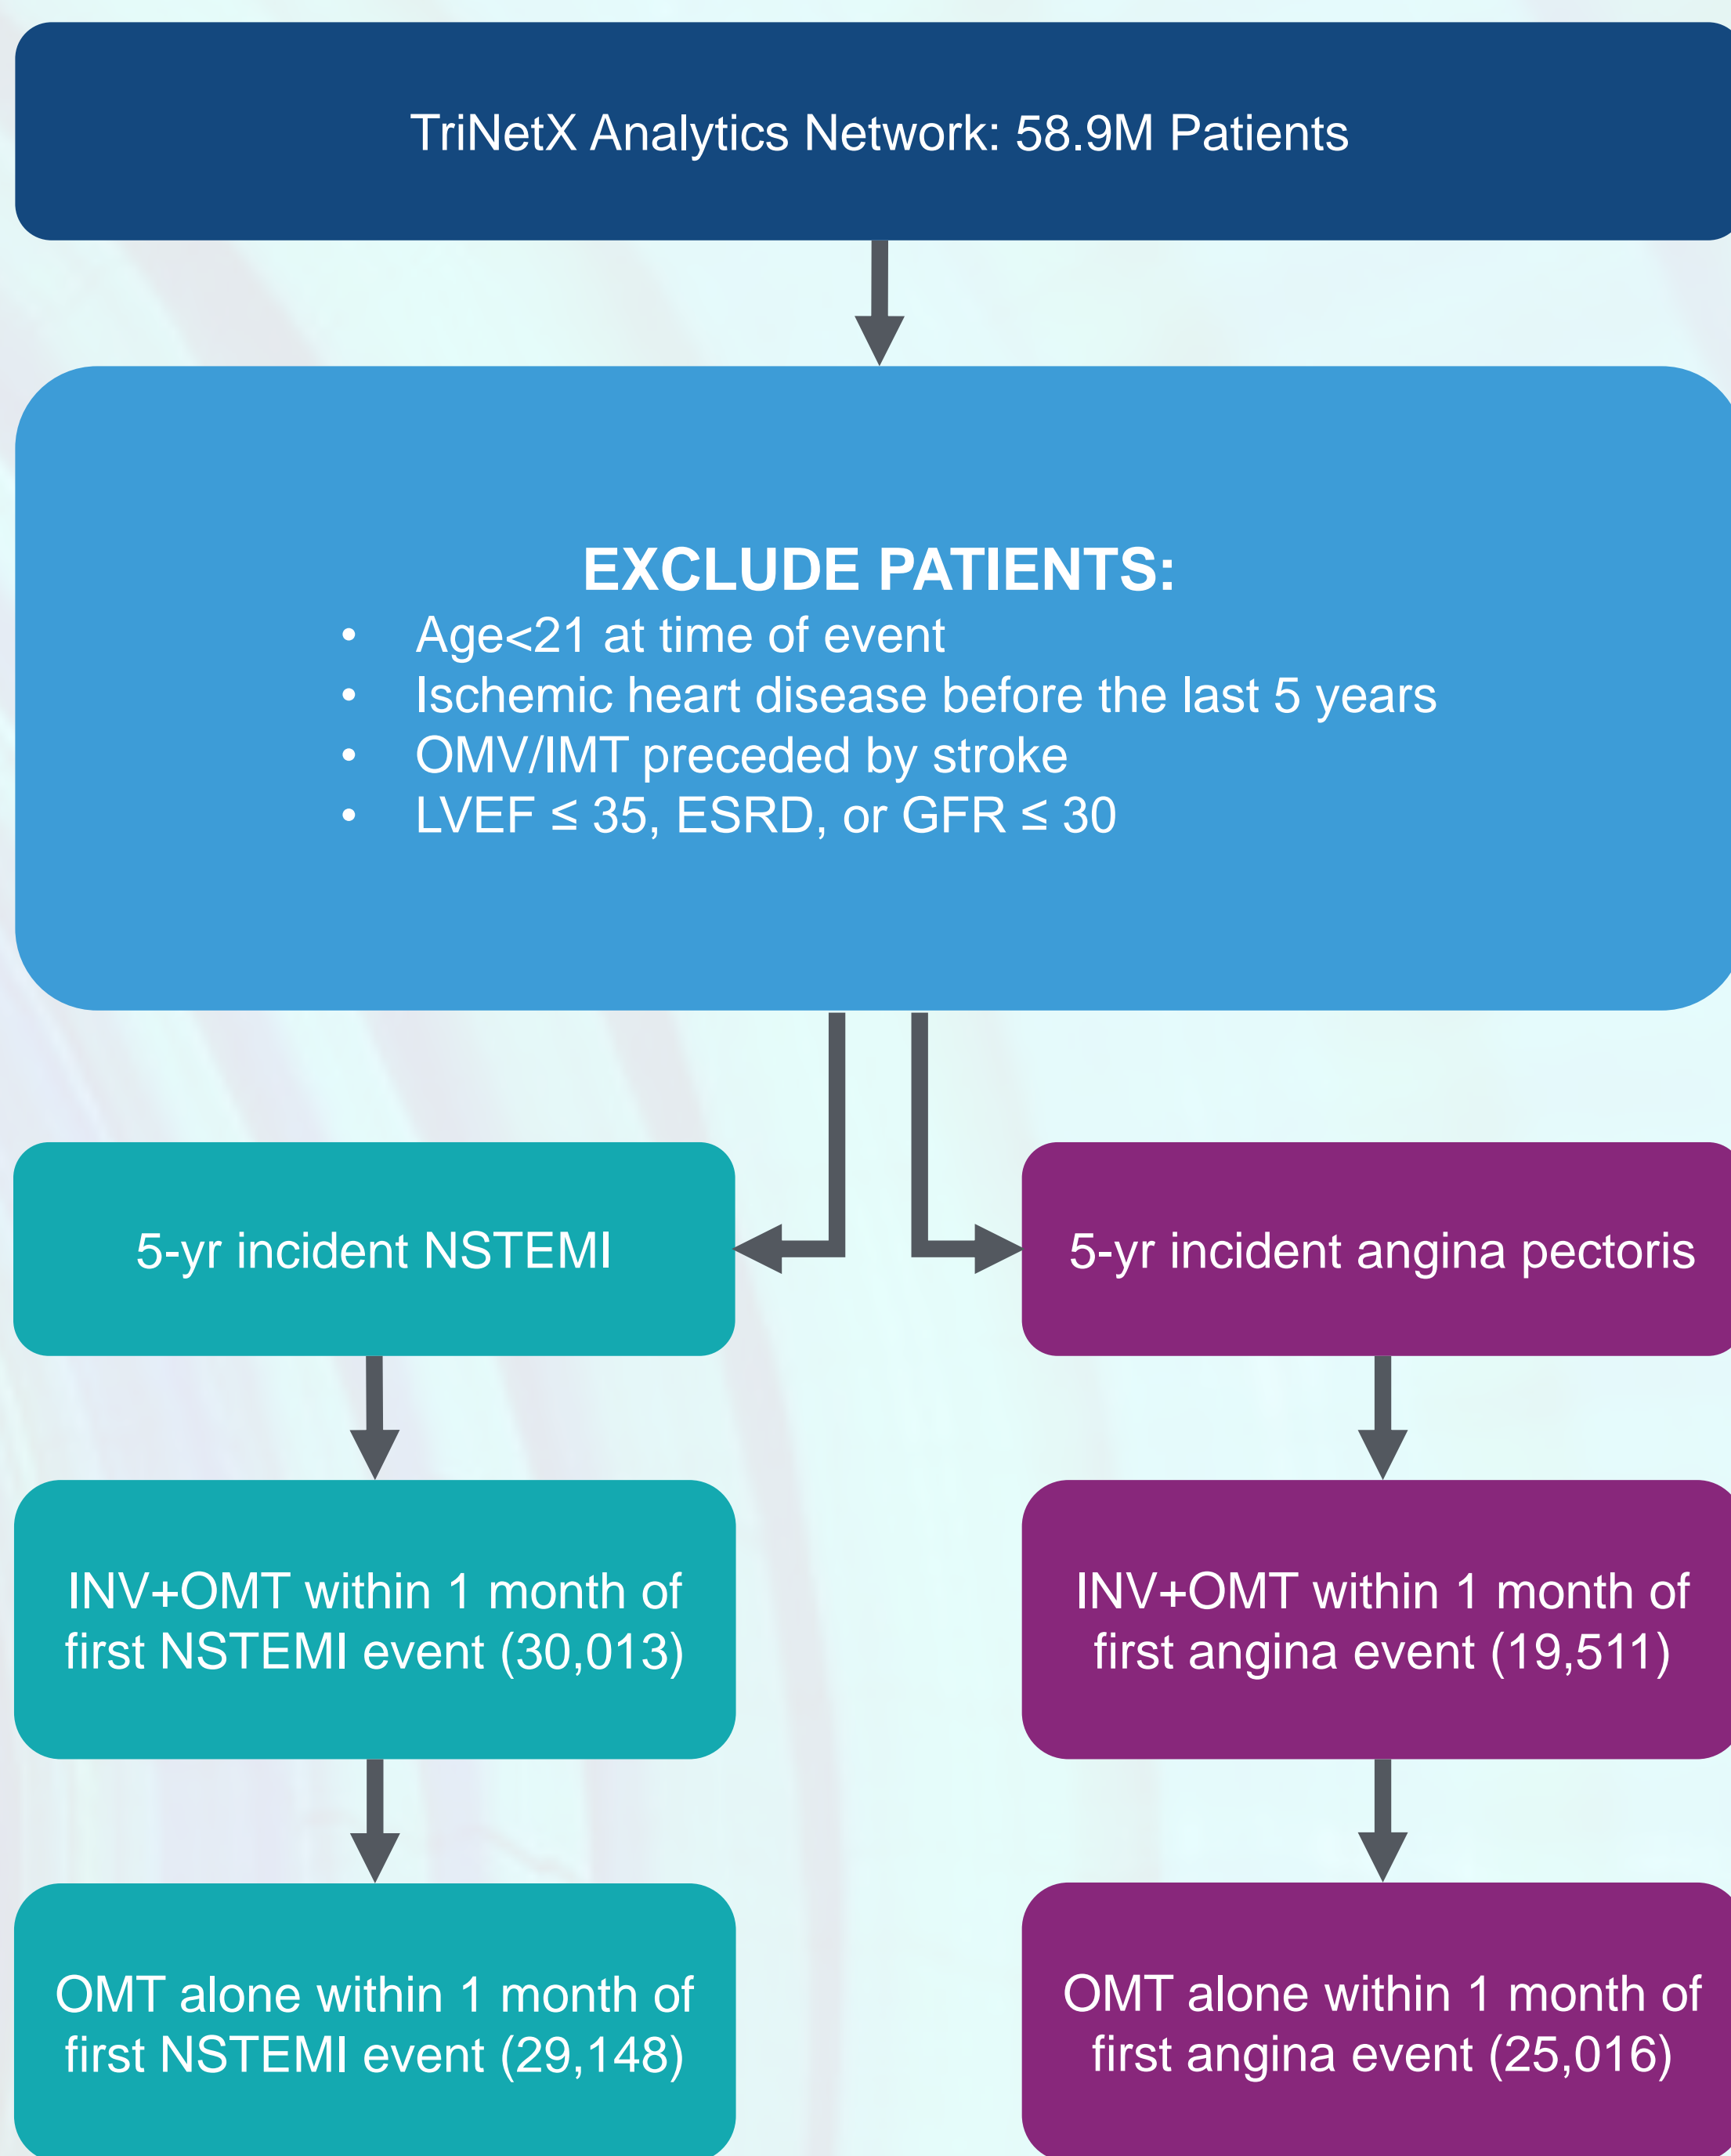 TriNetX Analytics Network: 58.9M Patients
EXCLUDE PATIENTS:
• Age<21 at time of event
• Ischemic heart disease before the last 5 years
• OMV/IMT preceded by stroke
• LVEF ≤ 35, ESRD, or GFR ≤ 30
5-yr incident NSTEMI
5-yr incident angina pectoris
INV+OMT within 1 month of
first NSTEMI event (30,013)
INV+OMT within 1 month of
first angina event (19,511)
OMT alone within 1 month of
first NSTEMI event (29,148)
OMT alone within 1 month of
first angina event (25,016)